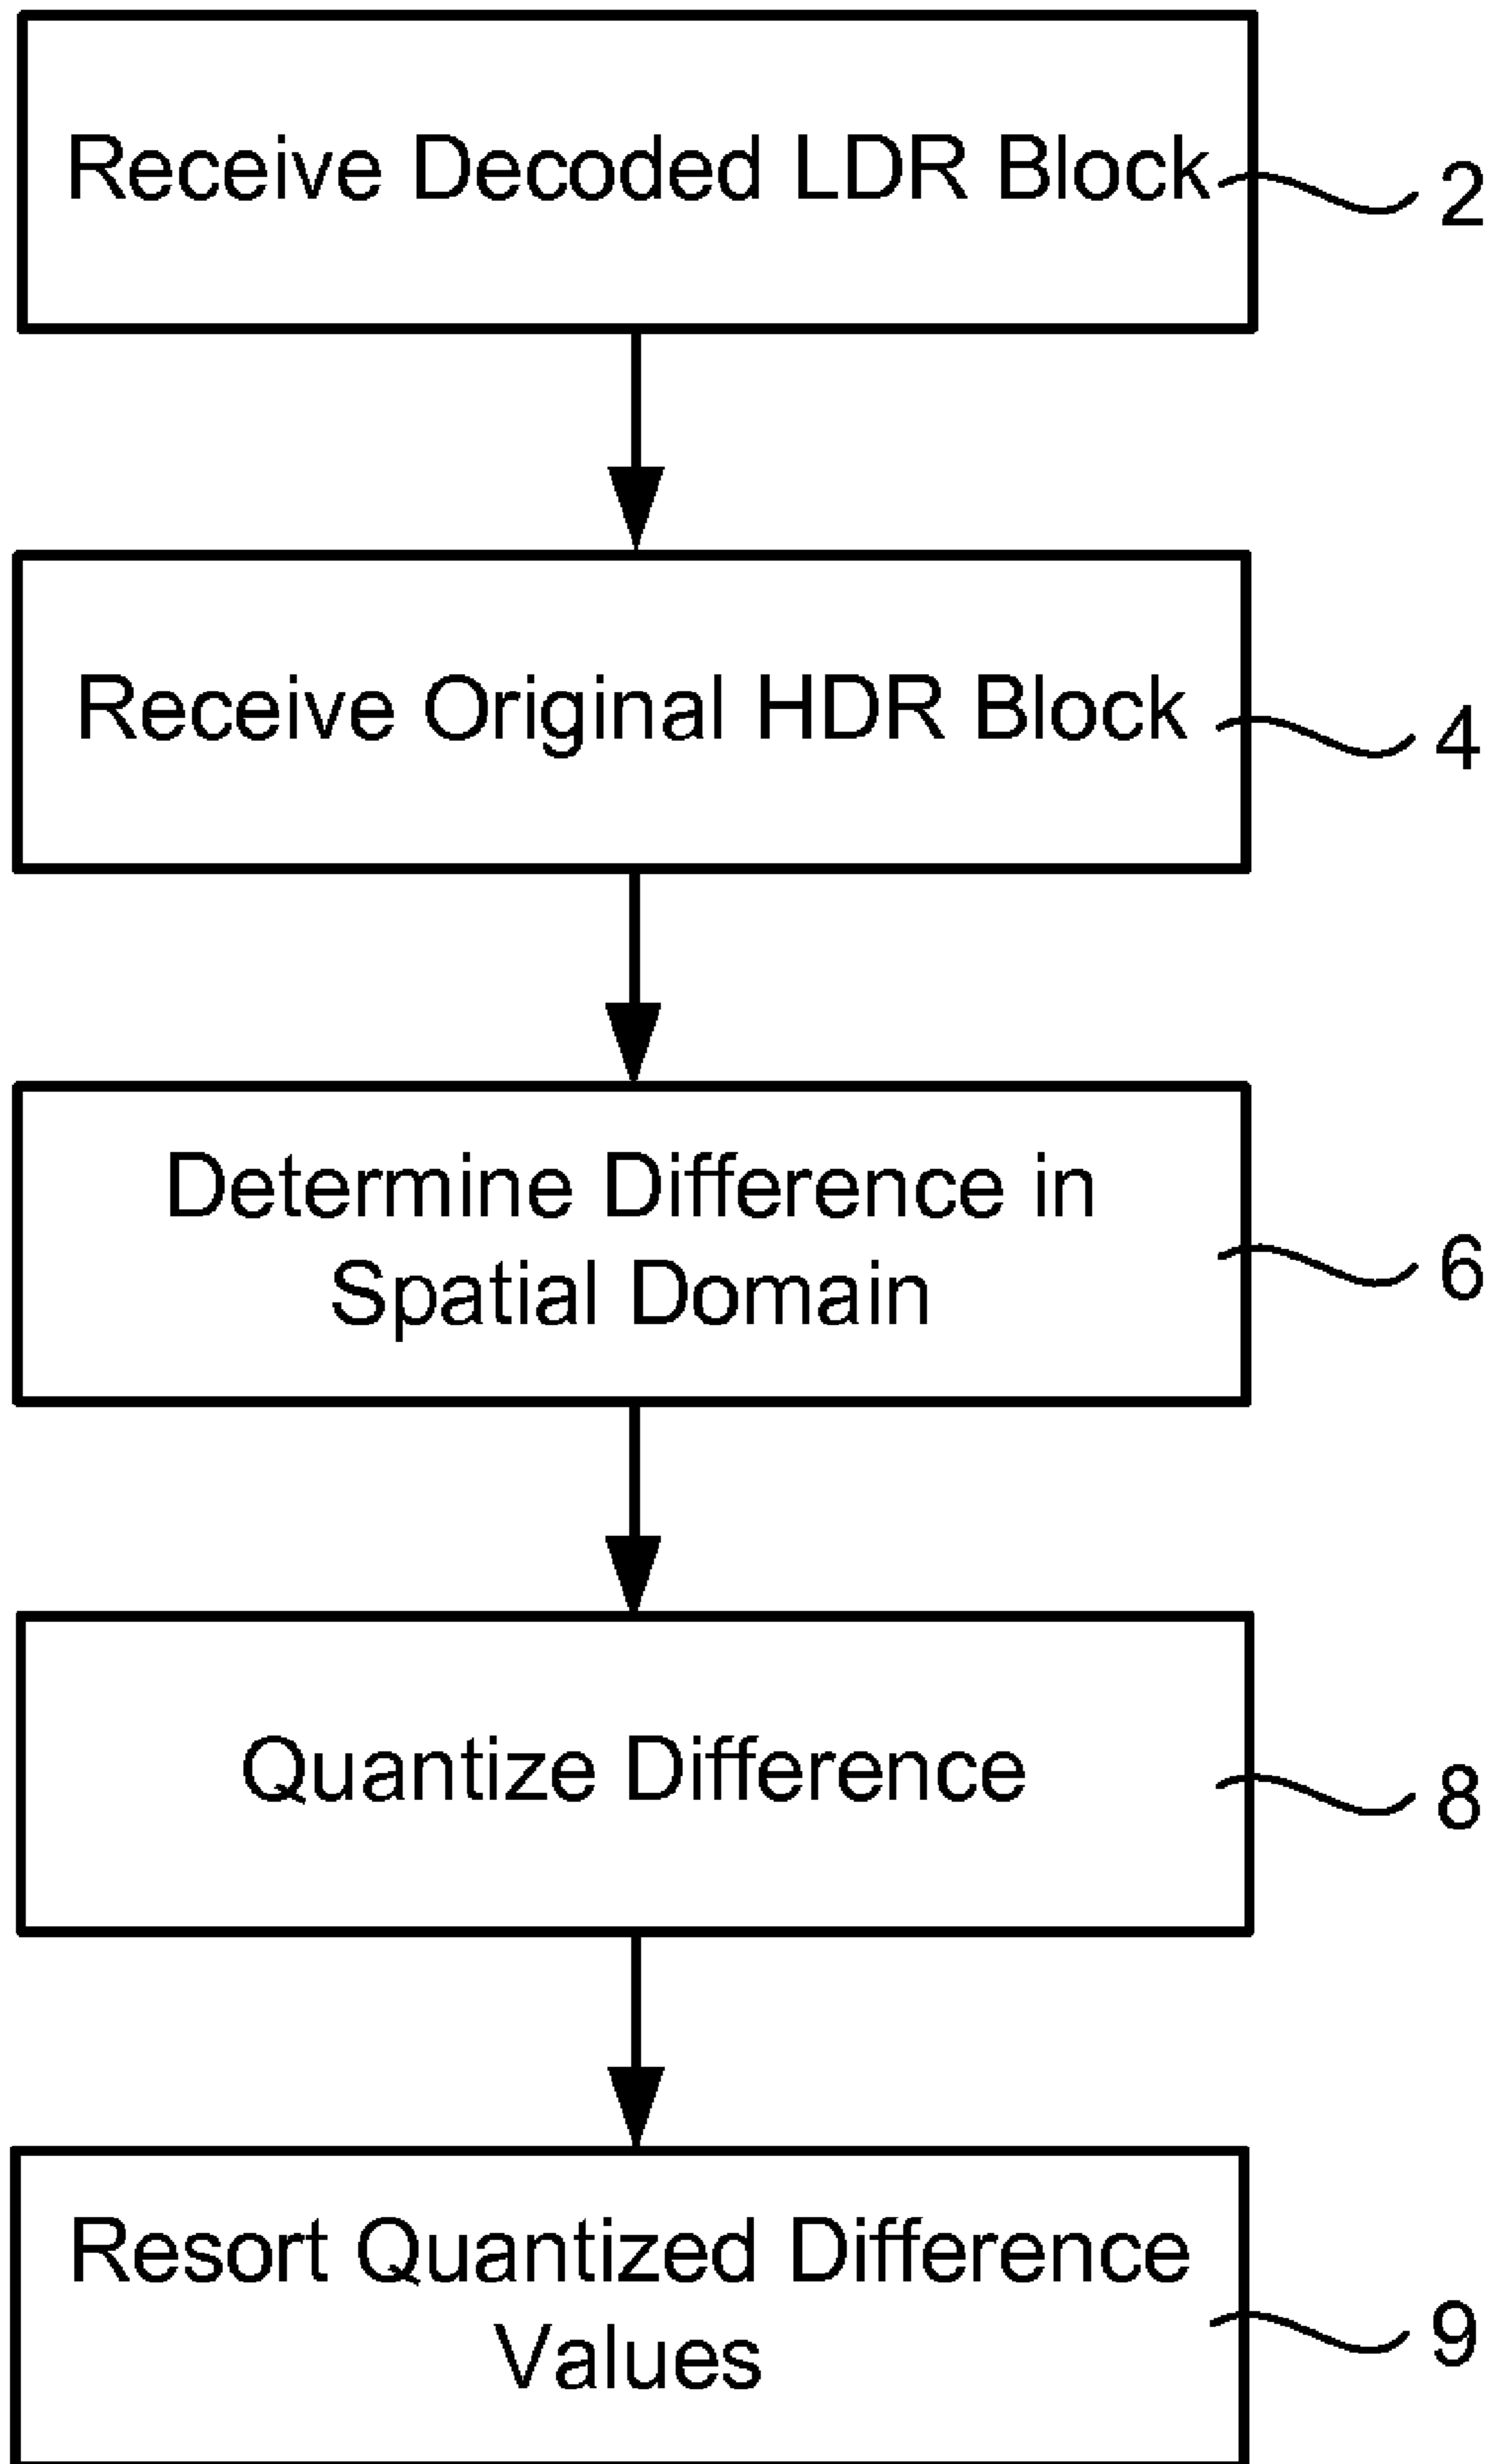 Receive Decoded LDR Block
2
Receive Original HDR Block
4
Determine Difference in
Spatial Domain
6
Quantize Difference
8
Resort Quantized Difference
Values
9